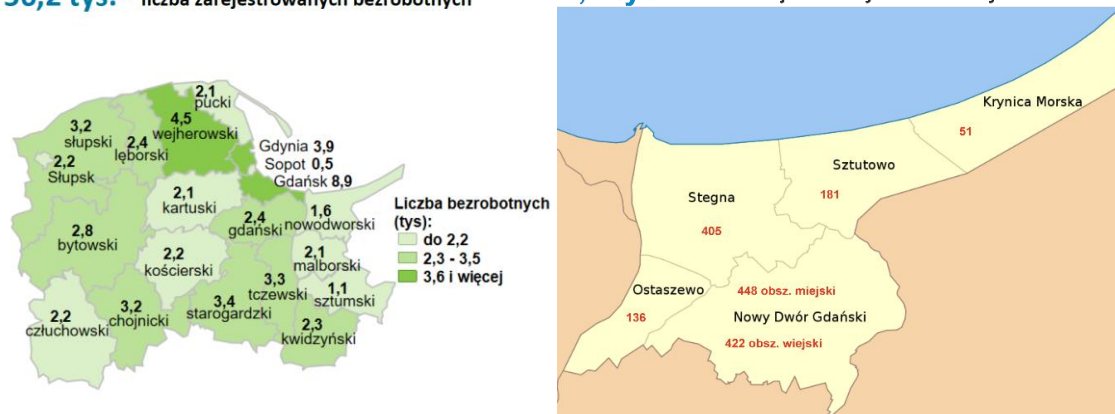 56,2 tys. liczba zarejestrowanych bezrobotnych
2,1
pucki
4,5
wejherowski
3,2
słupski
2,4
lęborski
2,2
Słupsk
Gdynia 3,9
Sopot 0,5
Gdańsk 8,9
2,1
kartuski
2,4
gdański
1,6
nowodworski
2,8
bytowski
2,2
kościerski
2,1
malborski
3,3
tczewski
1,1
sztumski
2,2
człuchowski
3,2
chojnicki
3,4
starogardzki
2,3
kwidzyński
Liczba bezrobotnych
(tys):
do 2,2
2,3 - 3,5
3,6 i więcej
Krynica Morska
51
Sztutowo
181
Stegna
405
Ostaszewo
136
448 obsz. miejski
Nowy Dwór Gdański
422 obsz. wiejski